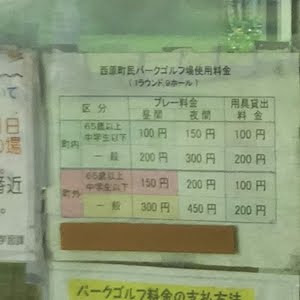 西原町民パークゴルフ場使用料金
(1ラウンド,9ホール)
区分 プレー料金 用具貸出料金
昼間 夜間
町内 65歳以上 中学生以下 100円 150円 100円
一般 200円 300円 200円
町外 65歳以上 中学生以下 150円 200円 100円
一般 300円 450円 200円
パークゴルフ料金の支払方法
いて
日
場
近
。